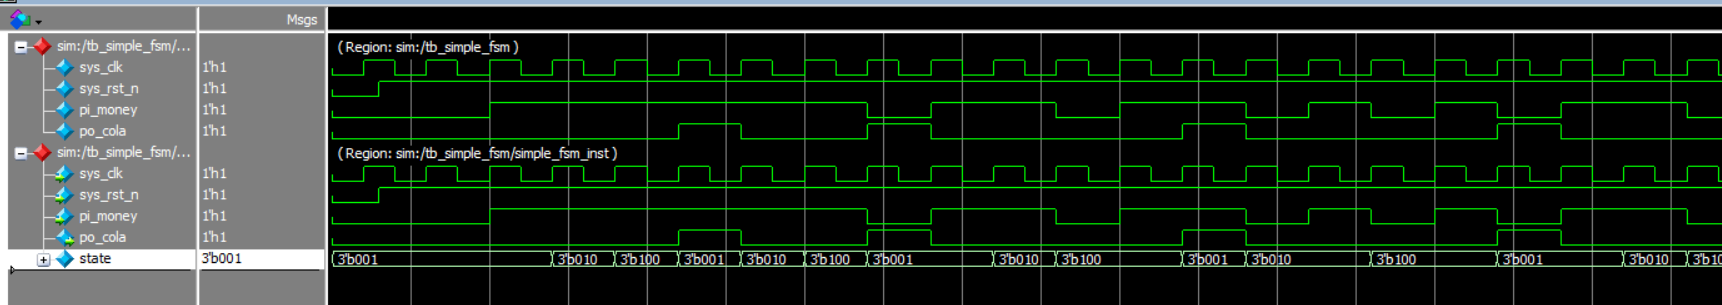 Msgs
sim:/tb_simple_fsm/... (Region: sim:/tb_simple_fsm )
sys_clk 1'h1
sys_rst_n 1'h1
pi_money 1'h1
po_cola 1'h1
sim:/tb_simple_fsm/... (Region: sim:/tb_simple_fsm/simple_fsm_inst )
sys_clk 1'h1
sys_rst_n 1'h1
pi_money 1'h1
po_cola 1'h1
state 3'b001 3'b001 3'b010 3'b100 3'b001 3'b010 3'b100 3'b001 3'b010 3'b100 3'b001 3'b010 3'b100 3'b001 3'b010 3'b10